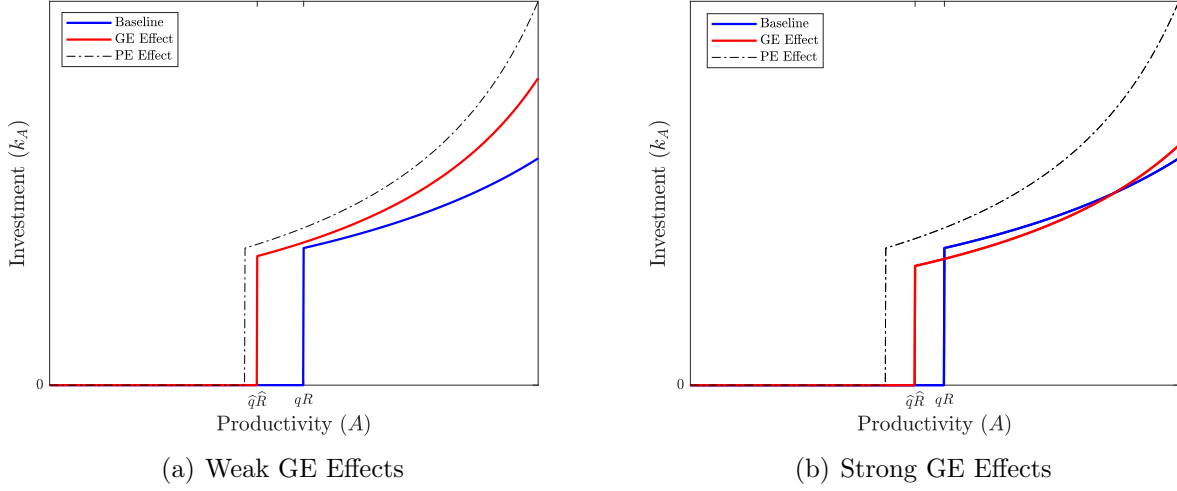 Baseline
GE Effect
PE Effect
Investment (k_A)
0
q̂R̂
qR
Productivity (A)
(a) Weak GE Effects
Baseline
GE Effect
PE Effect
Investment (k_A)
0
q̂R̂
qR
Productivity (A)
(b) Strong GE Effects